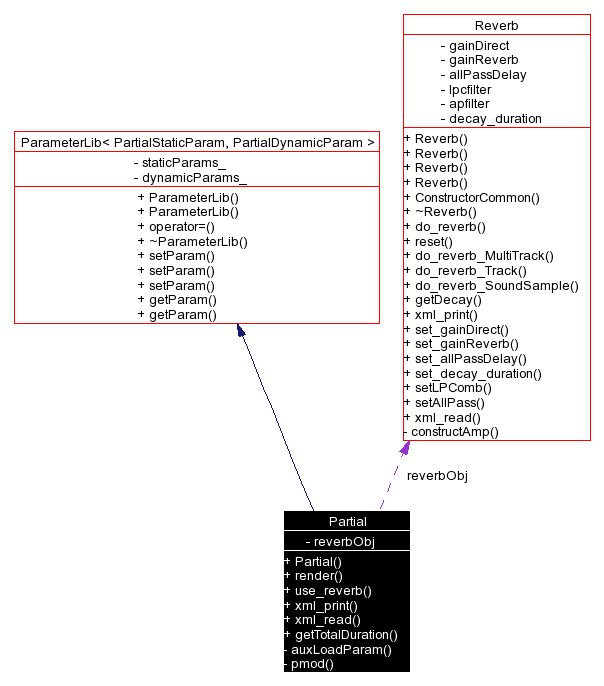 Reverb
- gainDirect
- gainReverb
- allPassDelay
- lpcfilter
- apfilter
- decay_duration
+ Reverb()
+ Reverb()
+ Reverb()
+ Reverb()
+ ConstructorCommon()
+ ~Reverb()
+ do_reverb()
+ reset()
+ do_reverb_MultiTrack()
+ do_reverb_Track()
+ do_reverb_SoundSample()
+ getDecay()
+ xml_print()
+ set_gainDirect()
+ set_gainReverb()
+ set_allPassDelay()
+ set_decay_duration()
+ setLPComb()
+ setAllPass()
+ xml_read()
- constructAmp()
ParameterLib< PartialStaticParam, PartialDynamicParam >
- staticParams_
- dynamicParams_
+ ParameterLib()
+ ParameterLib()
+ operator=()
+ ~ParameterLib()
+ setParam()
+ setParam()
+ setParam()
+ getParam()
+ getParam()
reverbObj
Partial
- reverbObj
+ Partial()
+ render()
+ use_reverb()
+ xml_print()
+ xml_read()
+ getTotalDuration()
- auxLoadParam()
- pmod()